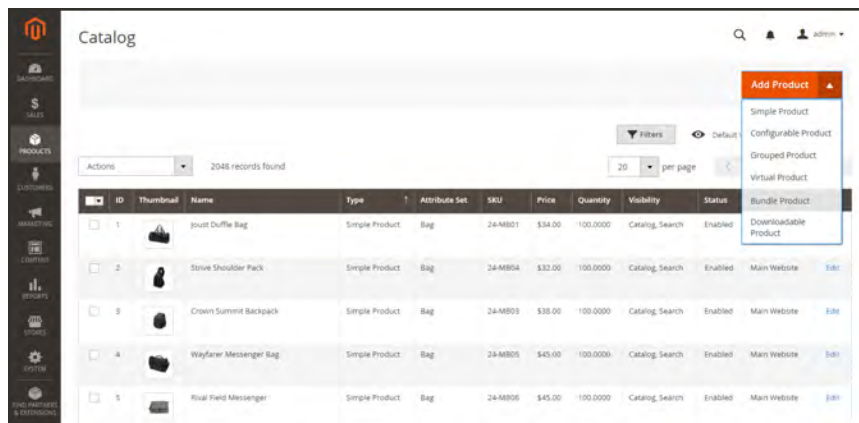 Catalog
admin
DASHBOARD
SALES
PRODUCTS
CUSTOMERS
MARKETING
CONTENT
REPORTS
STORES
SYSTEM
FIND PARTNERS
& EXTENSIONS
Add Product
Simple Product
Configurable Product
Grouped Product
Virtual Product
Bundle Product
Downloadable
Product
Filters
Default
Actions
2048 records found
20 per page
ID Thumbnail Name Type ↑ Attribute Set SKU Price Quantity Visibility Status
1 Joust Duffle Bag Simple Product Bag 24-MB01 $34.00 100.0000 Catalog, Search Enabled
2 Strive Shoulder Pack Simple Product Bag 24-MB04 $32.00 100.0000 Catalog, Search Enabled Main Website Edit
3 Crown Summit Backpack Simple Product Bag 24-MB03 $38.00 100.0000 Catalog, Search Enabled Main Website Edit
4 Wayfarer Messenger Bag Simple Product Bag 24-MB05 $45.00 100.0000 Catalog, Search Enabled Main Website Edit
5 Rival Field Messenger Simple Product Bag 24-MB06 $45.00 100.0000 Catalog, Search Enabled Main Website Edit